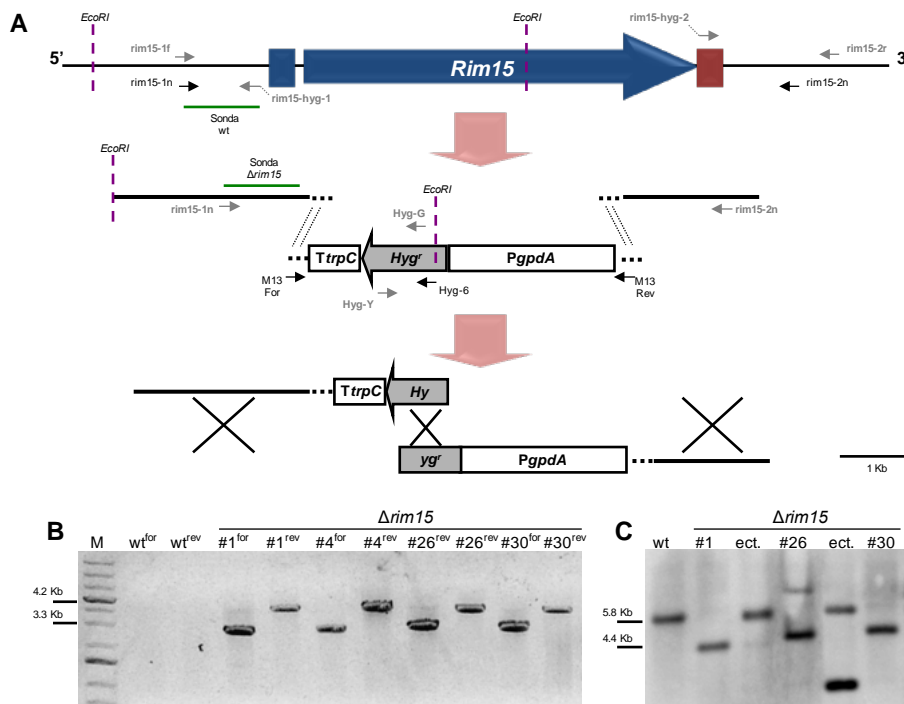 A
EcoRI
EcoRI
rim15-hyg-2
5'
rim15-1f
rim15-2r
3'
Rim15
rim15-1n
rim15-hyg-1
rim15-2n
Sonda
wt
EcoRI
Sonda
Δrim15
EcoRI
rim15-1n
Hyg-G
rim15-2n
TtrpC
Hygʳ
PgpdA
M13
For
Hyg-Y
Hyg-6
M13
Rev
TtrpC
Hy
ygʳ
PgpdA
1 Kb
B
Δrim15
M
wtᶠᵒʳ
wtʳᵉᵛ
#1ᶠᵒʳ
#1ʳᵉᵛ
#4ᶠᵒʳ
#4ʳᵉᵛ
#26ʳᵉᵛ
#26ʳᵉᵛ
#30ᶠᵒʳ
#30ʳᵉᵛ
4.2 Kb
3.3 Kb
C
Δrim15
wt
#1
ect.
#26
ect.
#30
5.8 Kb
4.4 Kb